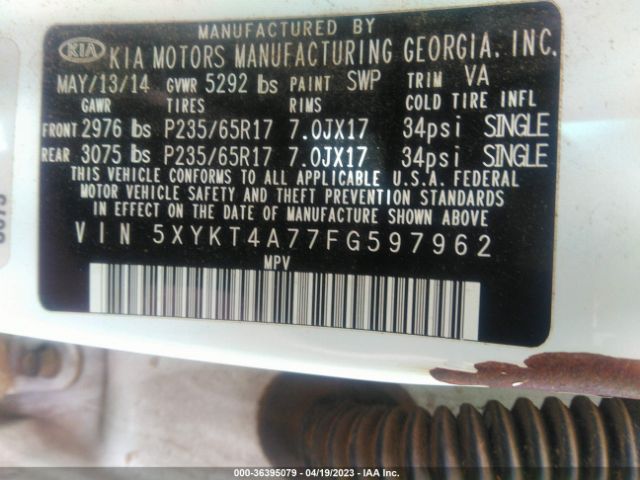 MANUFACTURED BY
KIA KIA MOTORS MANUFACTURING GEORGIA, INC.
MAY/13/14 GVWR 5292 lbs PAINT SWP TRIM VA
GAWR TIRES RIMS COLD TIRE INFL
FRONT 2976 lbs P235/65R17 7.0JX17 34psi SINGLE
REAR 3075 lbs P235/65R17 7.0JX17 34psi SINGLE
THIS VEHICLE CONFORMS TO ALL APPLICABLE U.S.A. FEDERAL
MOTOR VEHICLE SAFETY AND THEFT PREVENTION STANDARDS
IN EFFECT ON THE DATE OF MANUFACTURE SHOWN ABOVE.
VIN 5XYKT4A77FG597962
MPV
000-36395079 - 04/19/2023 - IAA Inc.